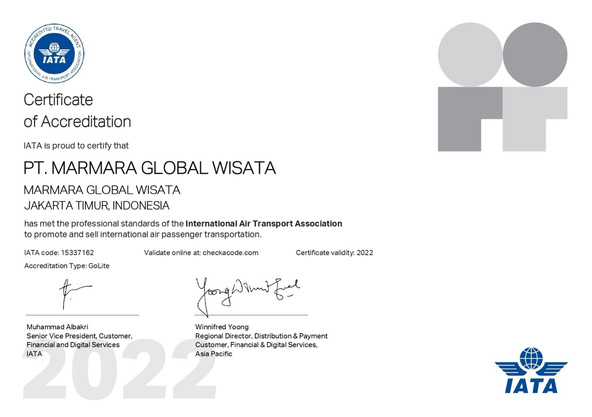 ACCREDITED TRAVEL AGENT
INTERNATIONAL AIR TRANSPORT ASSOCIATION
IATA
Certificate
of Accreditation
IATA is proud to certify that
PT. MARMARA GLOBAL WISATA
MARMARA GLOBAL WISATA
JAKARTA TIMUR, INDONESIA
has met the professional standards of the International Air Transport Association
to promote and sell international air passenger transportation.
IATA code: 15337162 Validate online at: checkacode.com Certificate validity: 2022
Accreditation Type: GoLite
Muhammad Albakri
Senior Vice President, Customer,
Financial and Digital Services
IATA
Winnifred Yoong
Regional Director, Distribution & Payment
Customer, Financial & Digital Services,
Asia Pacific
2022
IATA